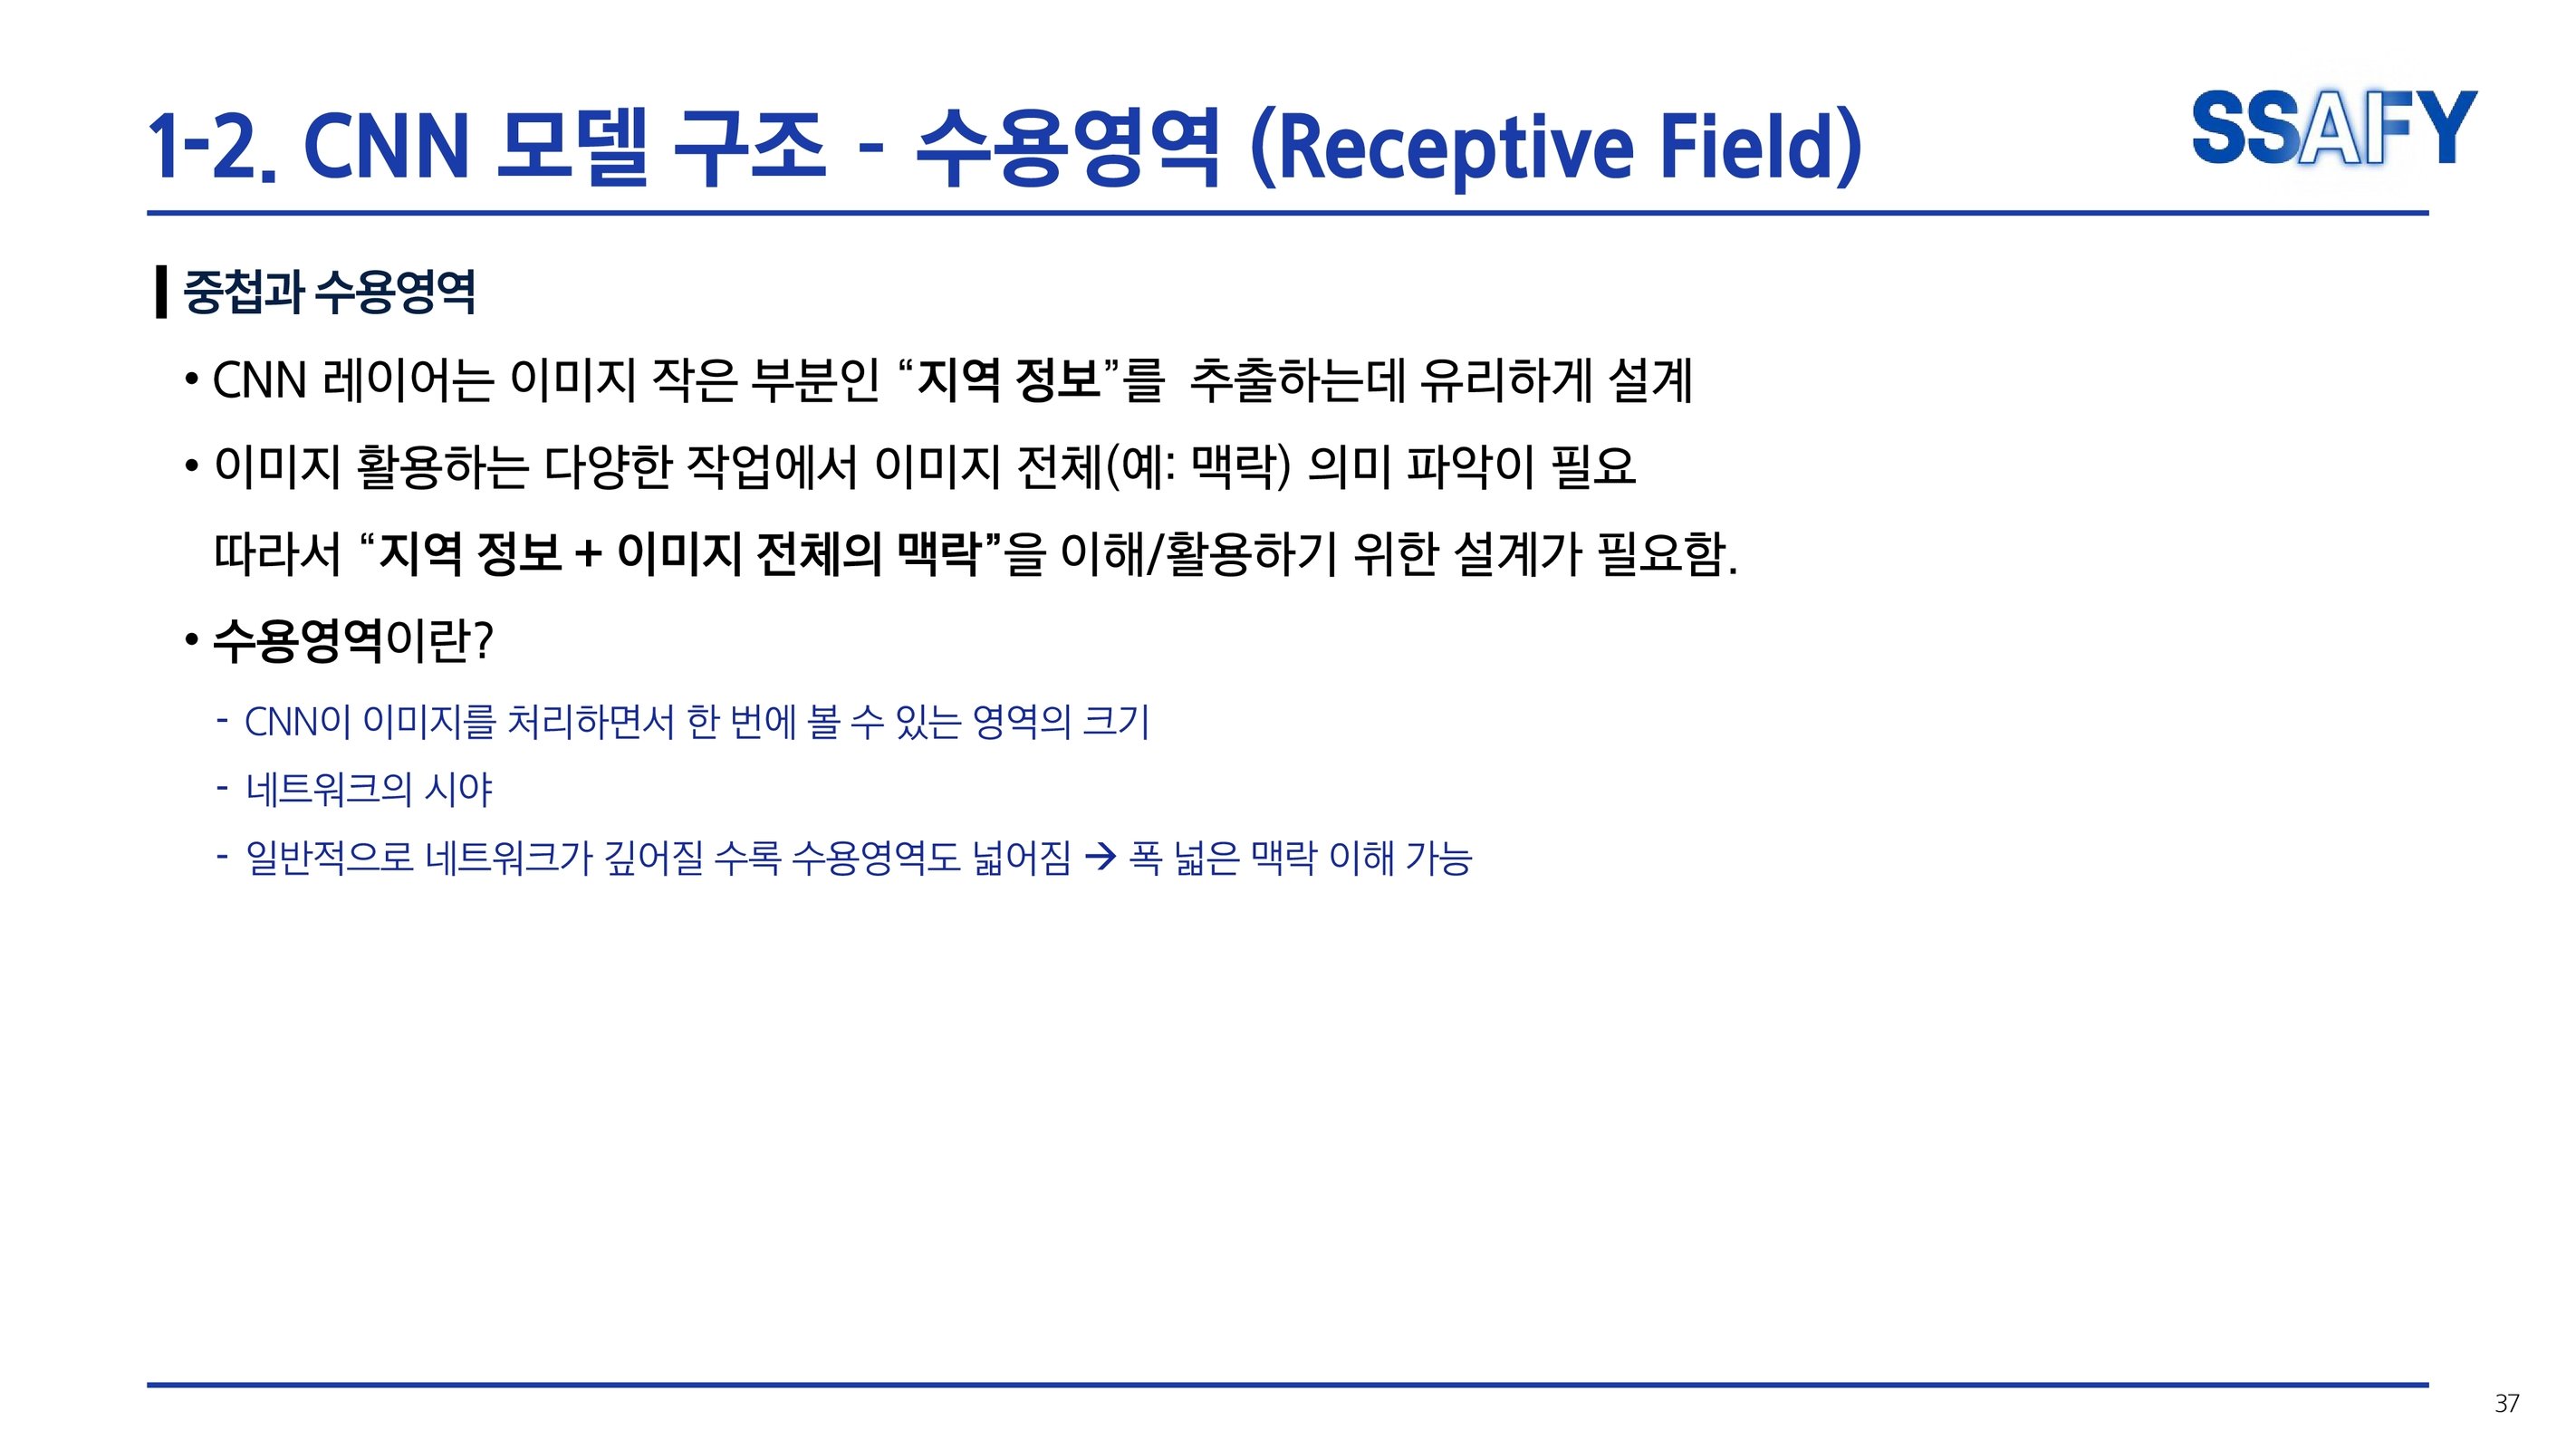 1-2. CNN 모델 구조 - 수용영역 (Receptive Field)
SSAFY
중첩과 수용영역
• CNN 레이어는 이미지 작은 부분인 “지역 정보”를 추출하는데 유리하게 설계
• 이미지 활용하는 다양한 작업에서 이미지 전체(예: 맥락) 의미 파악이 필요
따라서 “지역 정보 + 이미지 전체의 맥락”을 이해/활용하기 위한 설계가 필요함.
• 수용영역이란?
- CNN이 이미지를 처리하면서 한 번에 볼 수 있는 영역의 크기
- 네트워크의 시야
- 일반적으로 네트워크가 깊어질 수록 수용영역도 넓어짐 → 폭 넓은 맥락 이해 가능
37